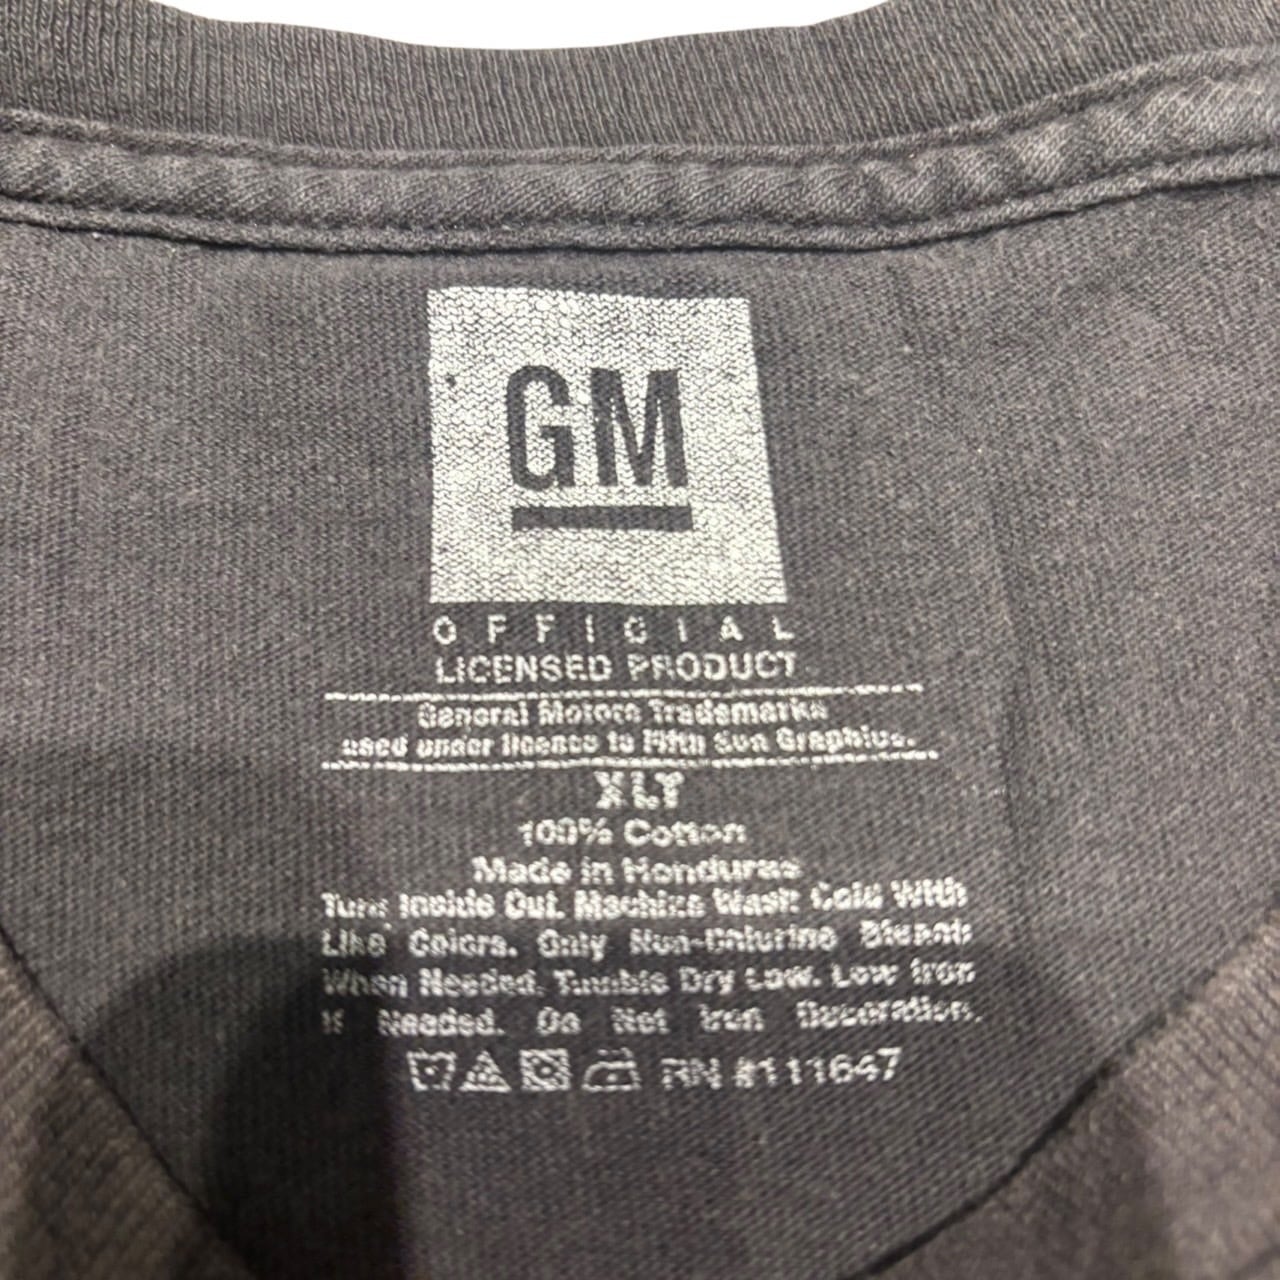 GM
OFFICIAL
LICENSED PRODUCT
General Motors Trademarks
used under license to Fifth Sun Graphics.
XLT
100% Cotton
Made in Honduras
Turn Inside Out. Machine Wash Cold With
Like Colors. Only Non-Chlorine Bleach
When Needed. Tumble Dry Low. Low Iron
If Needed. Do Not Iron Decoration.
RN #111647